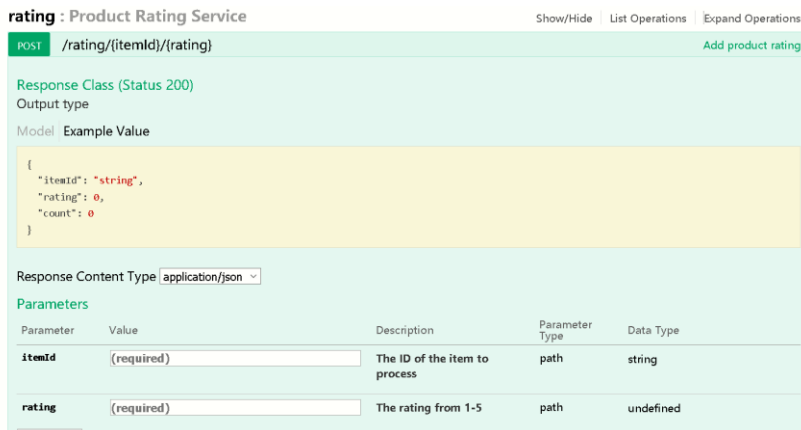 rating : Product Rating Service Show/Hide List Operations Expand Operations
POST /rating/{itemId}/{rating} Add product rating
Response Class (Status 200)
Output type
Model Example Value
{
"itemId": "string",
"rating": 0,
"count": 0
}
Response Content Type application/json
Parameters
Parameter Value Description Parameter Type Data Type
itemId (required) The ID of the item to process path string
rating (required) The rating from 1-5 path undefined